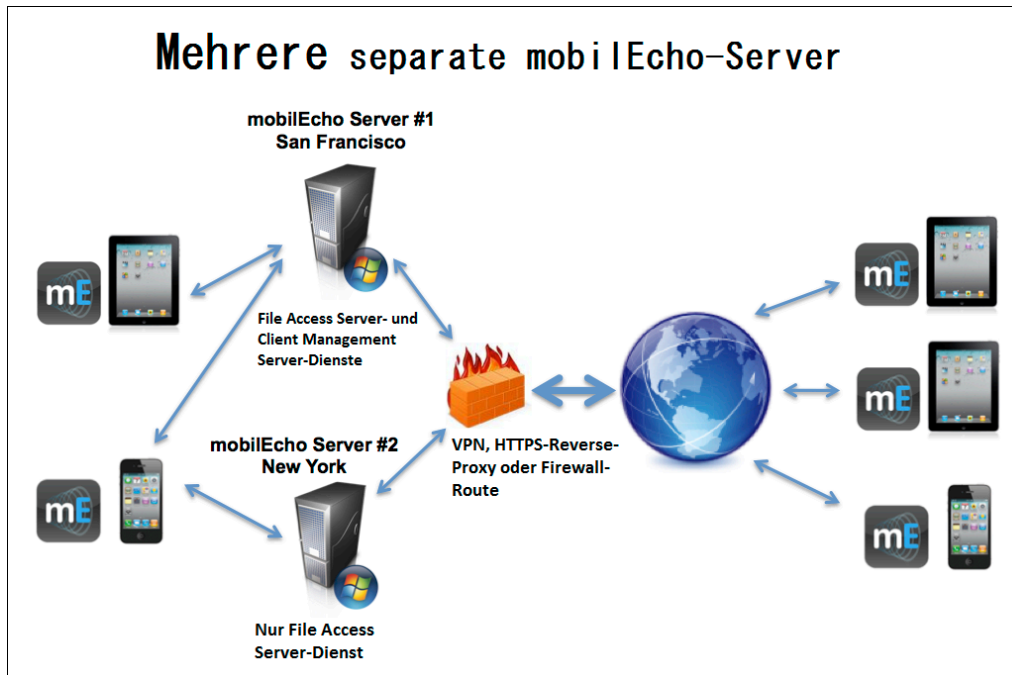 Mehrere separate mobilEcho-Server
mobilEcho Server #1
San Francisco
File Access Server- und
Client Management
Server-Dienste
mobilEcho Server #2
New York
Nur File Access
Server-Dienst
VPN, HTTPS-Reverse-
Proxy oder Firewall-
Route
mE
mE
mE
mE
mE